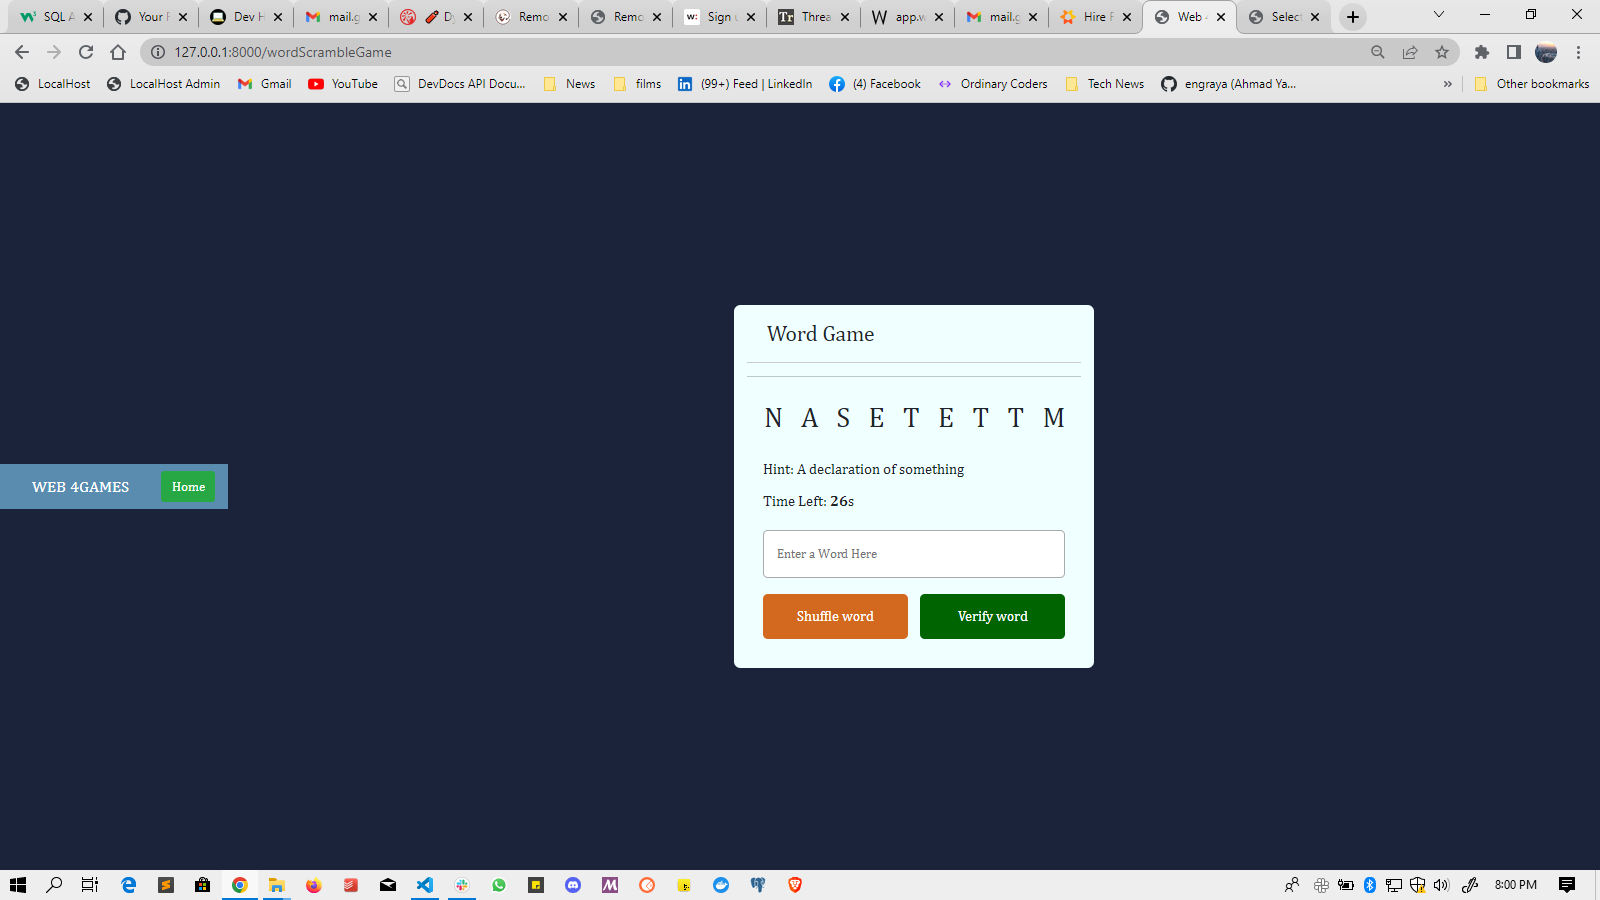 SQL A
Your F
Dev H
mail.g
Dy
Remo
Remo
Sign u
Threa
app.w
mail.g
Hire F
Web 4
Select
127.0.0.1:8000/wordScrambleGame
LocalHost
LocalHost Admin
Gmail
YouTube
DevDocs API Docu...
News
films
(99+) Feed | LinkedIn
(4) Facebook
Ordinary Coders
Tech News
engraya (Ahmad Ya...
»
Other bookmarks
Word Game
N A S E T E T T M
Hint: A declaration of something
Time Left: 26s
WEB 4GAMES
Home
Enter a Word Here
Shuffle word
Verify word
8:00 PM